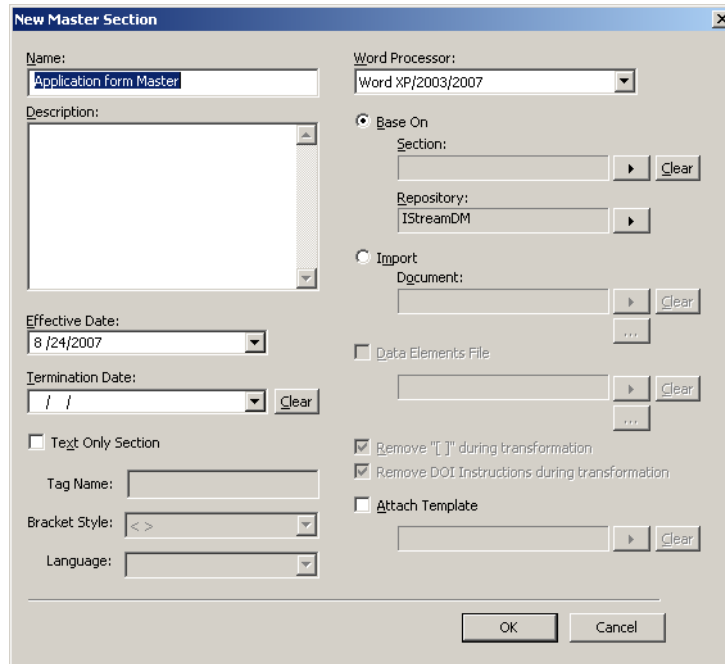 New Master Section
Name:
Application form Master
Description:
Effective Date:
8 /24/2007
Termination Date:
/ /
Clear
Text Only Section
Tag Name:
Bracket Style:
< >
Language:
Word Processor:
Word XP/2003/2007
Base On
Section:
Clear
Repository:
IStreamDM
Import
Document:
Clear
...
Data Elements File
Clear
...
Remove "[ ]" during transformation
Remove DOI Instructions during transformation
Attach Template
Clear
OK
Cancel